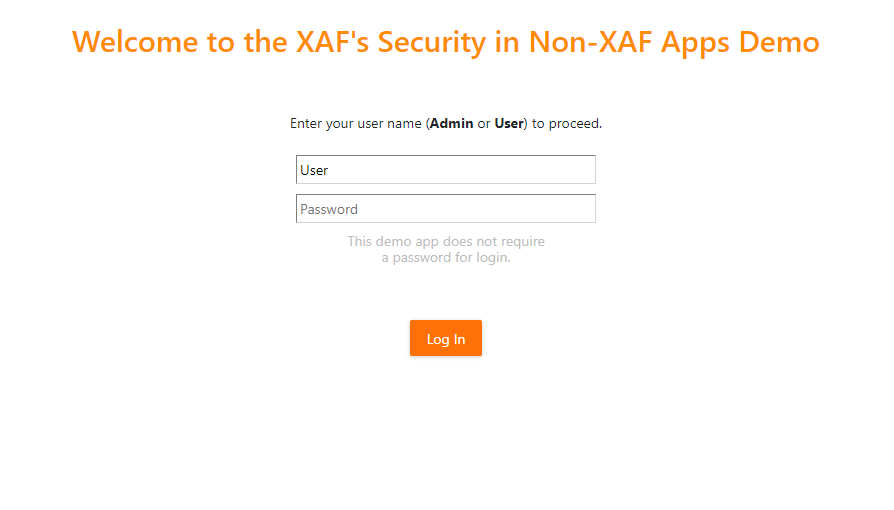 Welcome to the XAF's Security in Non-XAF Apps Demo
Enter your user name (Admin or User) to proceed.
User
Password
This demo app does not require
a password for login.
Log In